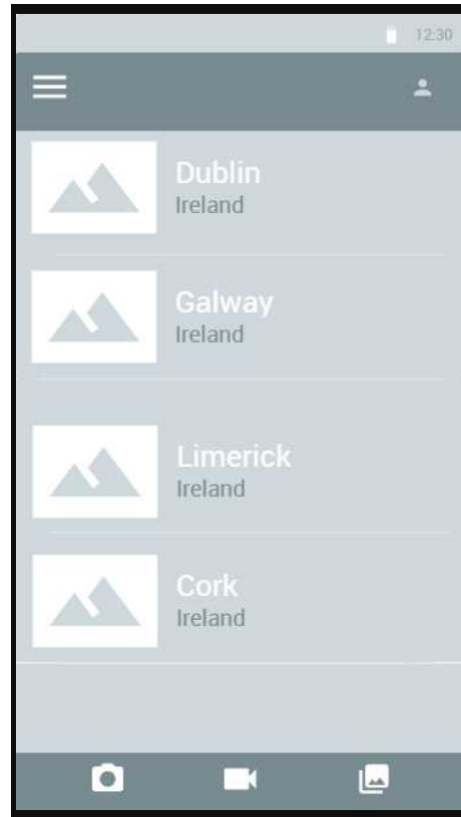 12:30
Dublin
Ireland
Galway
Ireland
Limerick
Ireland
Cork
Ireland